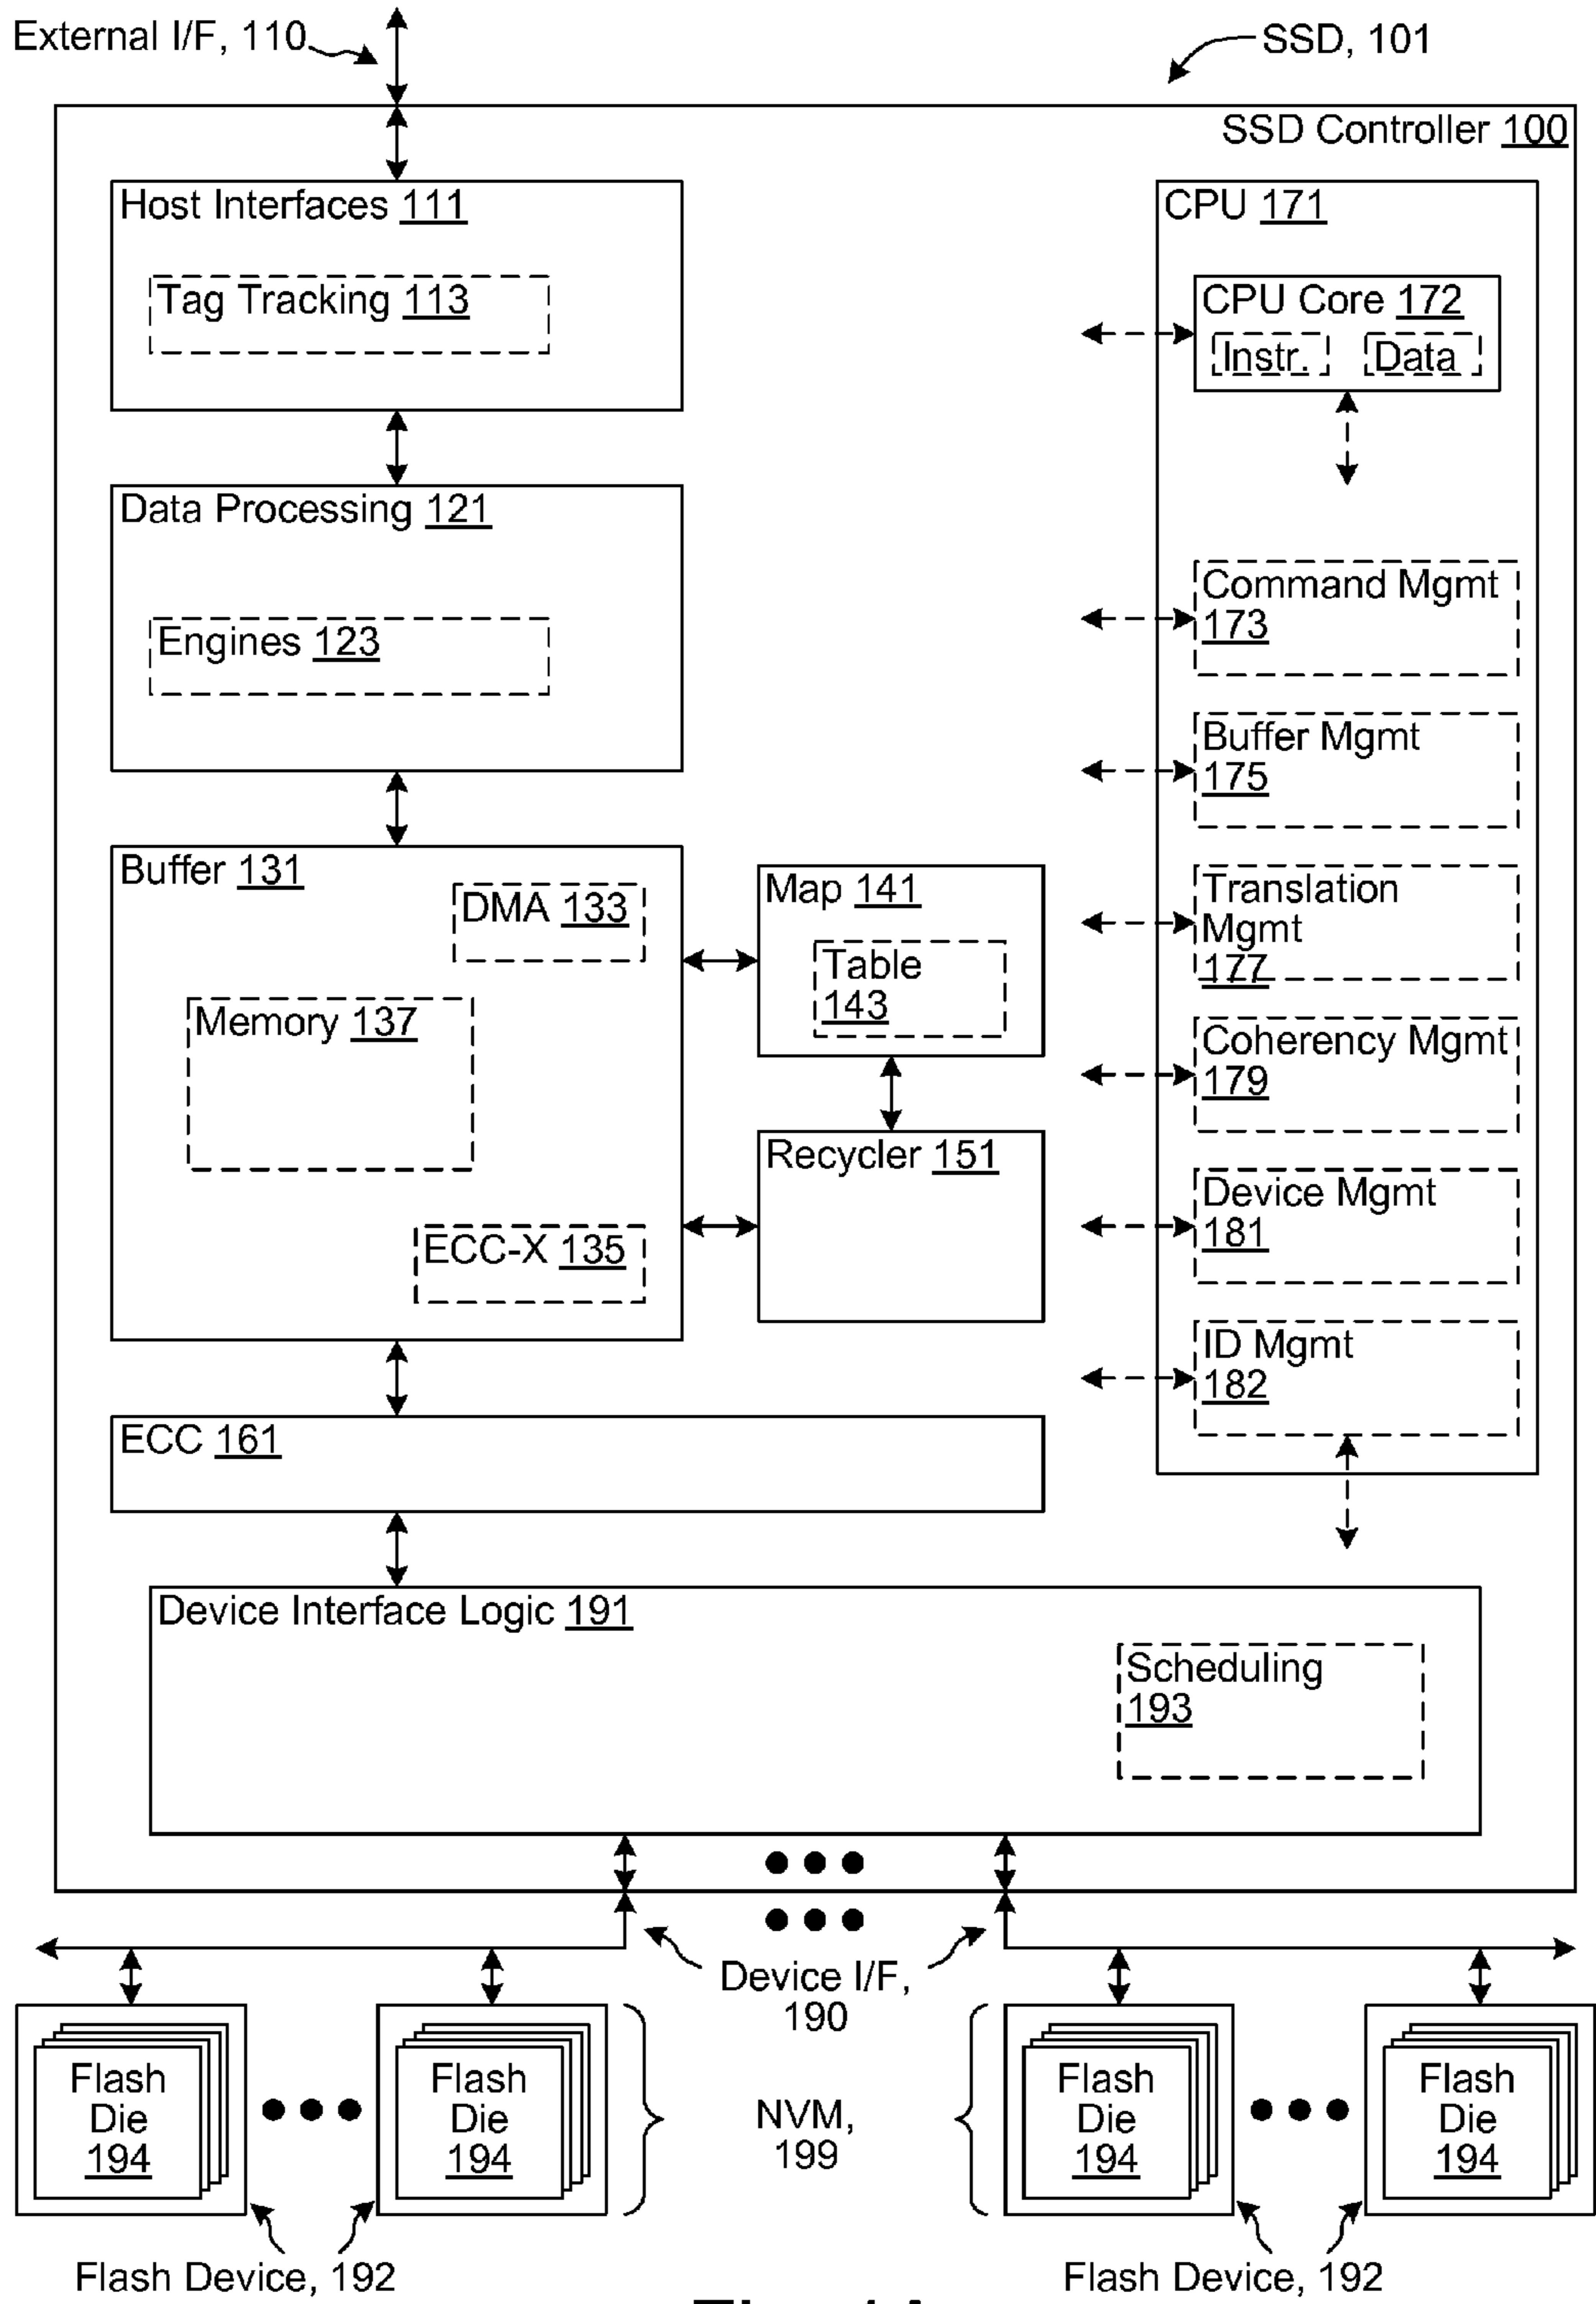 External I/F, 110
SSD, 101
SSD Controller 100
Host Interfaces 111
Tag Tracking 113
Data Processing 121
Engines 123
Buffer 131
DMA 133
Memory 137
ECC-X 135
Map 141
Table
143
Recycler 151
CPU 171
CPU Core 172
Instr.
Data
Command Mgmt
173
Buffer Mgmt
175
Translation
Mgmt
177
Coherency Mgmt
179
Device Mgmt
181
ID Mgmt
182
ECC 161
Device Interface Logic 191
Scheduling
193
Device I/F,
190
Flash
Die
194
Flash
Die
194
NVM,
199
Flash
Die
194
Flash
Die
194
Flash Device, 192
Flash Device, 192